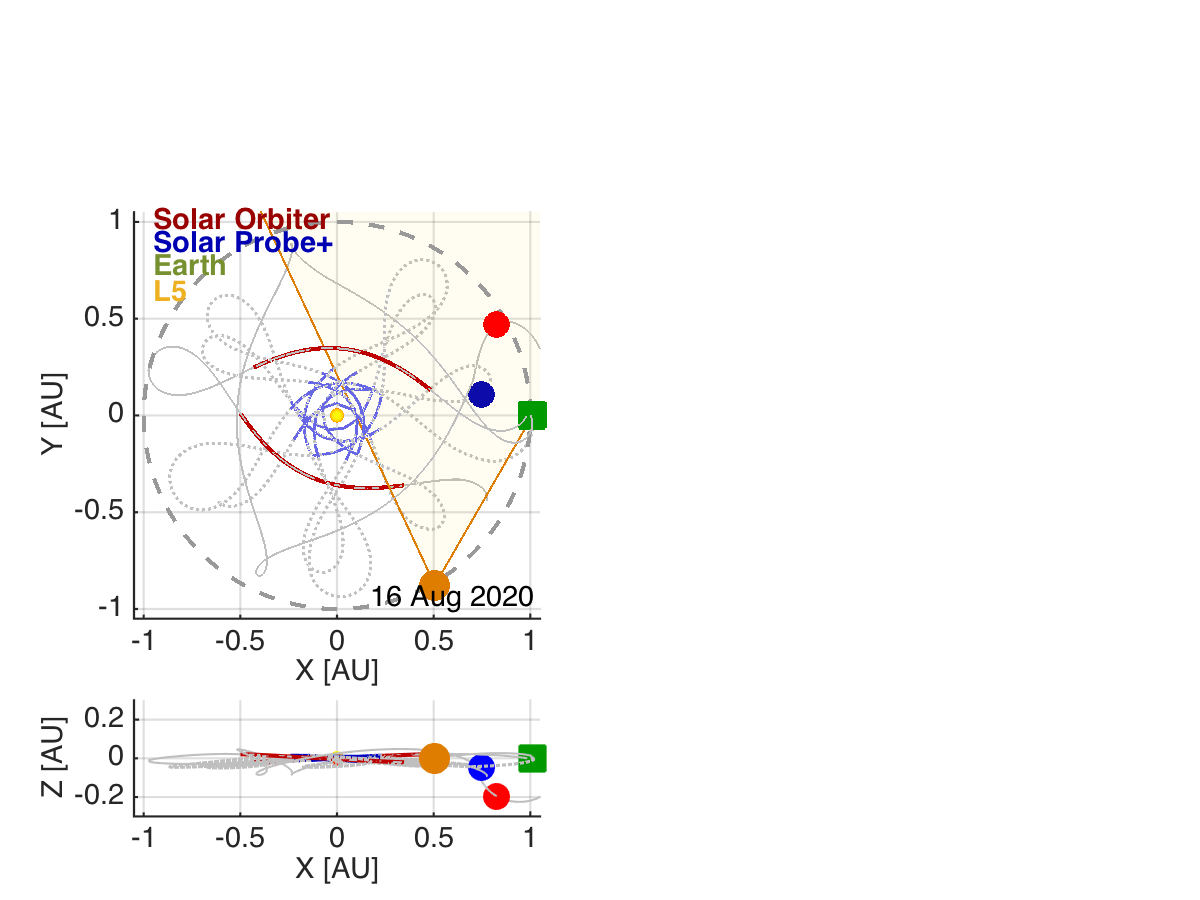 Solar Orbiter
Solar Probe+
Earth
L5
1
0.5
0
-0.5
-1
Y [AU]
16 Aug 2020
-1 -0.5 0 0.5 1
X [AU]
0.2
0
-0.2
Z [AU]
-1 -0.5 0 0.5 1
X [AU]